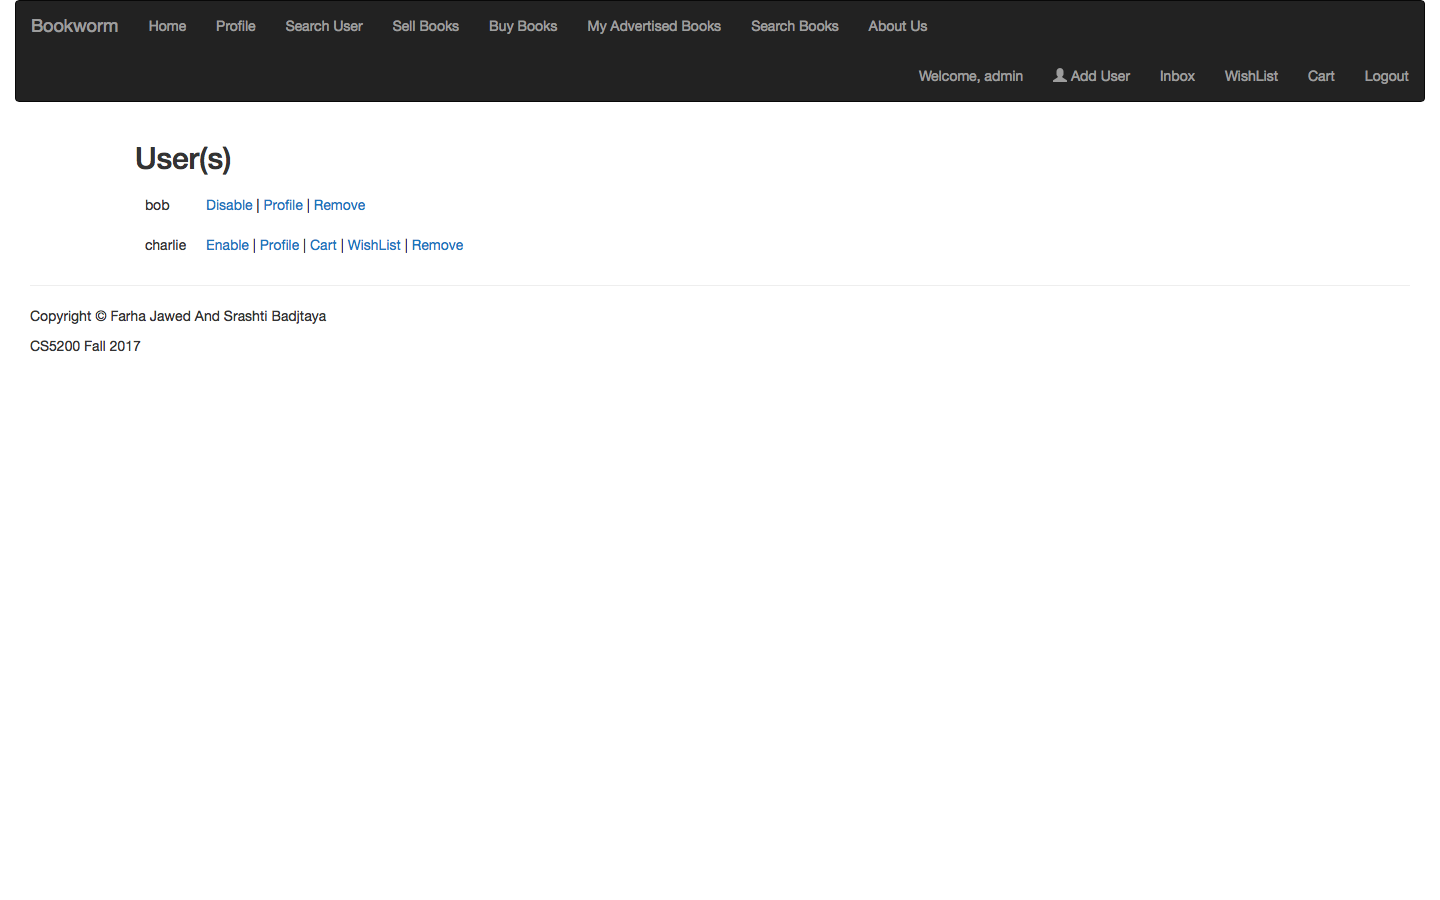 Bookworm Home Profile Search User Sell Books Buy Books My Advertised Books Search Books About Us
Welcome, admin Add User Inbox WishList Cart Logout
User(s)
bob Disable | Profile | Remove
charlie Enable | Profile | Cart | WishList | Remove
Copyright © Farha Jawed And Srashti Badjtaya
CS5200 Fall 2017